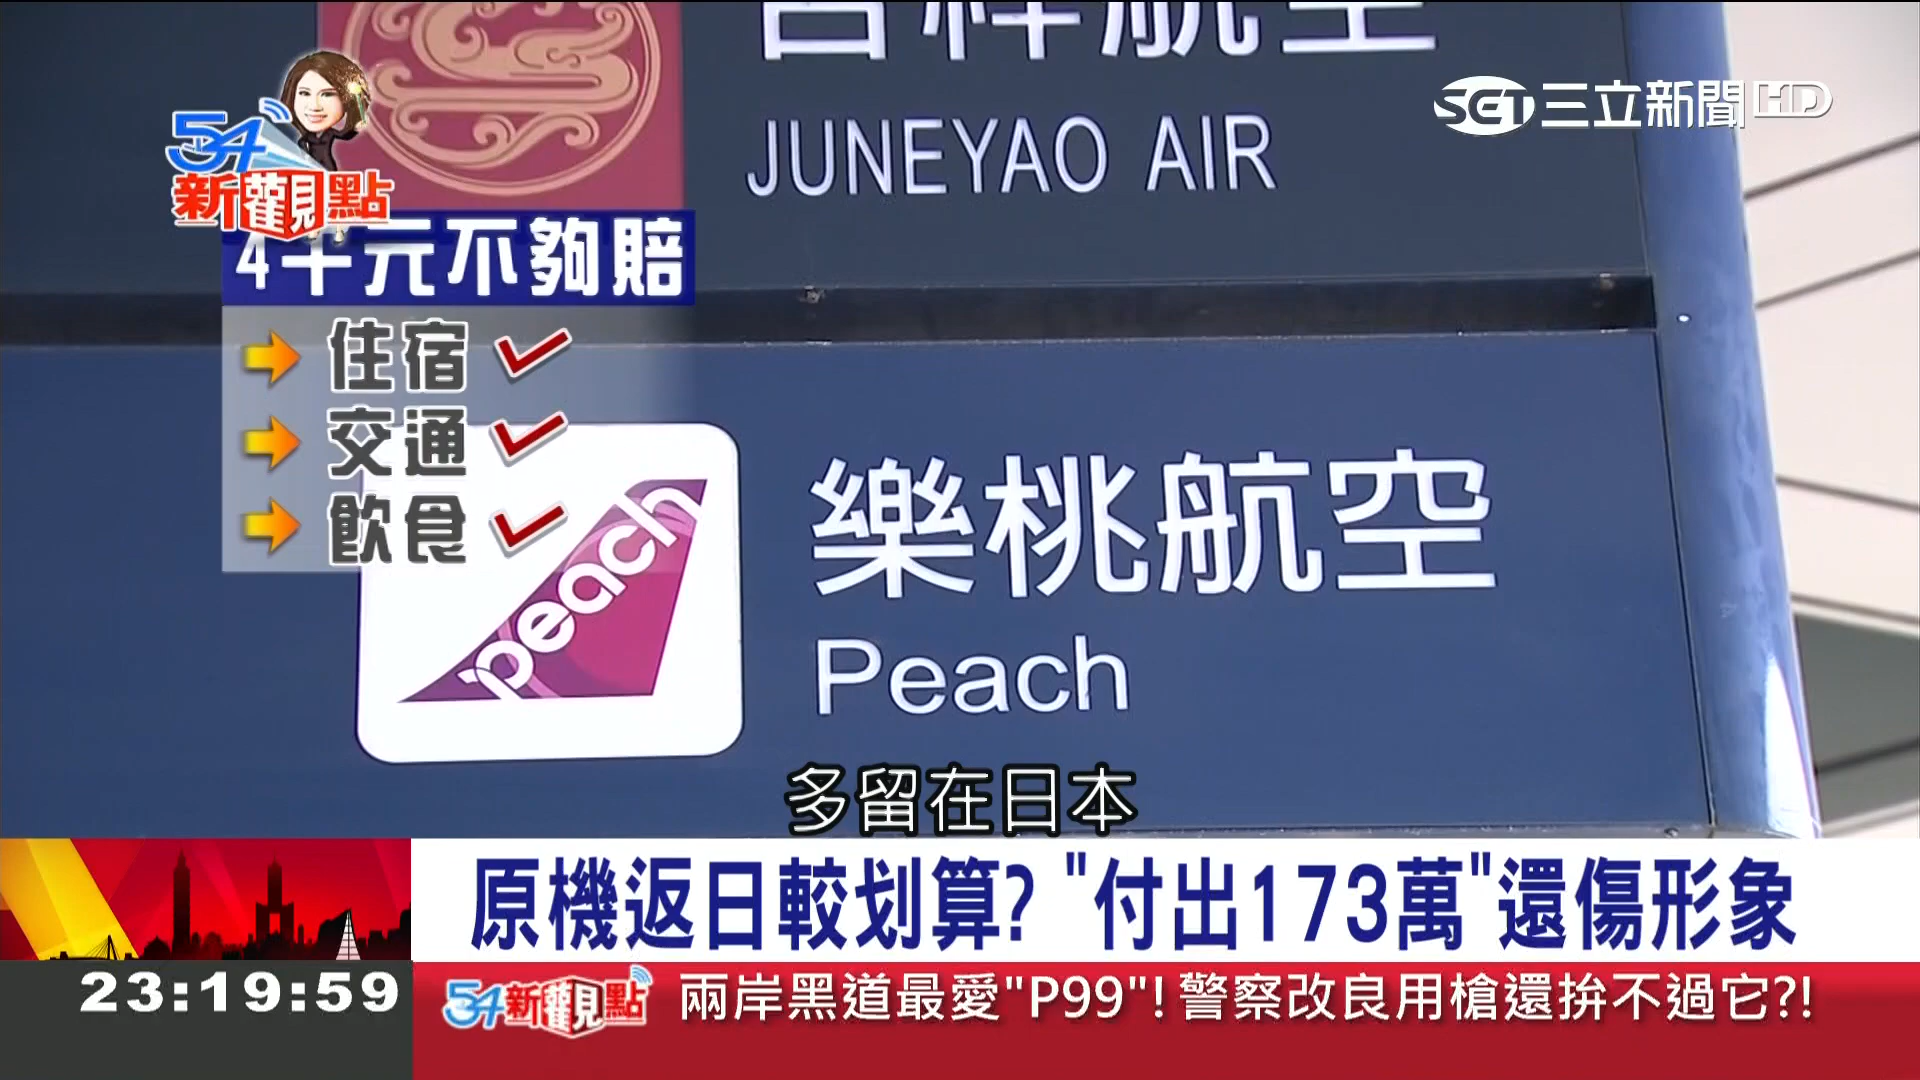 吉祥航空
JUNEYAO AIR
SET三立新聞HD
54新觀點
4千元不夠賠
住宿
交通
飲食
peach
樂桃航空
Peach
多留在日本
原機返日較划算? "付出173萬"還傷形象
23:19:59
54新觀點 兩岸黑道最愛"P99"! 警察改良用槍還拚不過它?!